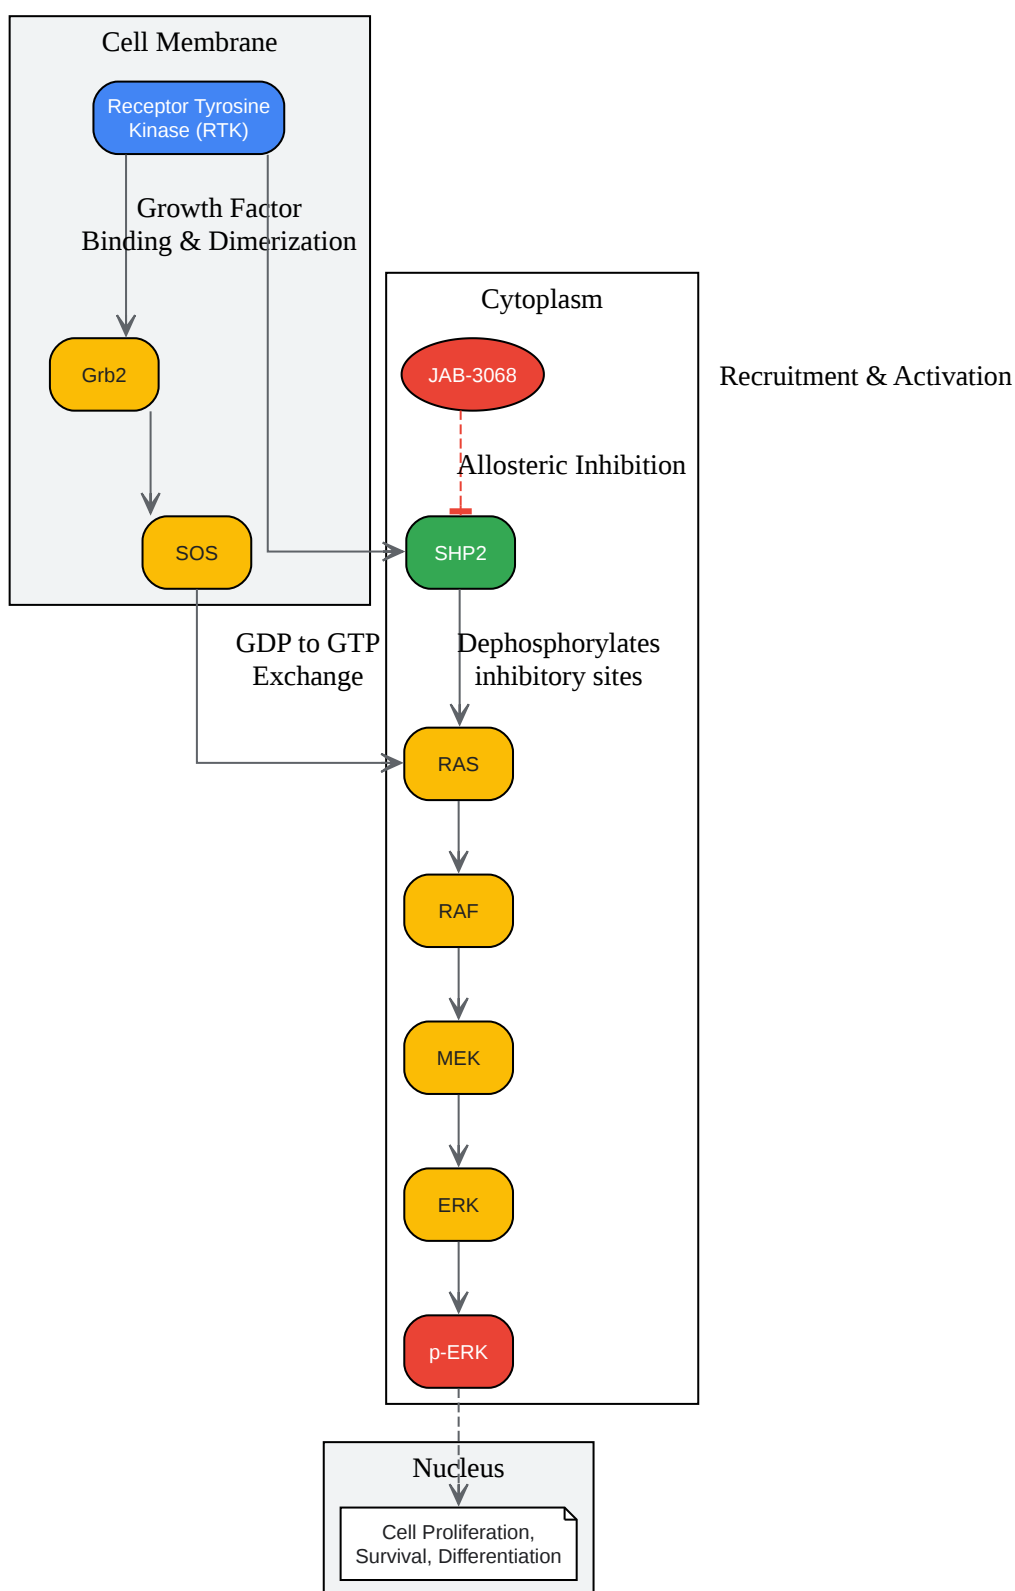 Cell Membrane
Receptor Tyrosine
Kinase (RTK)
Growth Factor
Binding & Dimerization
Cytoplasm
Grb2
JAB-3068
Recruitment & Activation
Allosteric Inhibition
SOS
SHP2
GDP to GTP
Exchange
Dephosphorylates
inhibitory sites
RAS
RAF
MEK
ERK
p-ERK
Nucleus
Cell Proliferation,
Survival, Differentiation